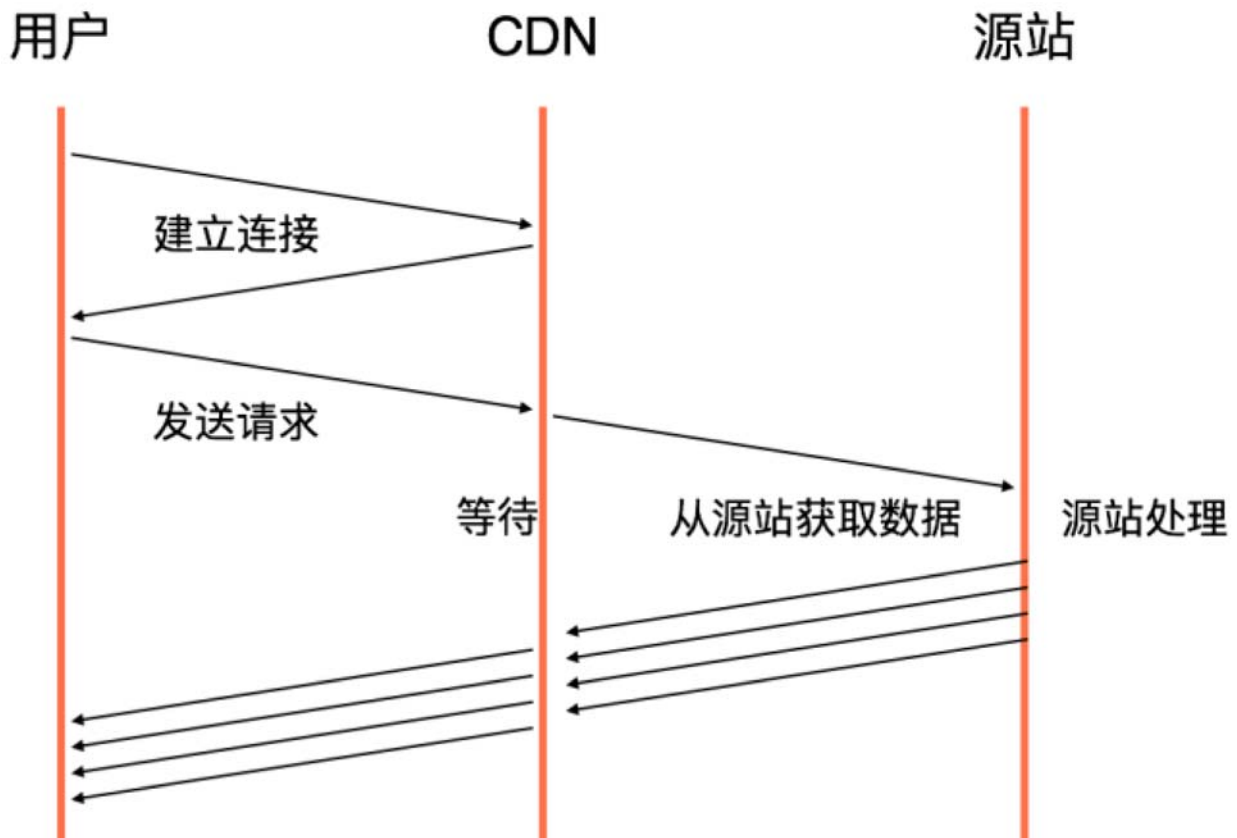 用户
CDN
源站
建立连接
发送请求
等待
从源站获取数据
源站处理